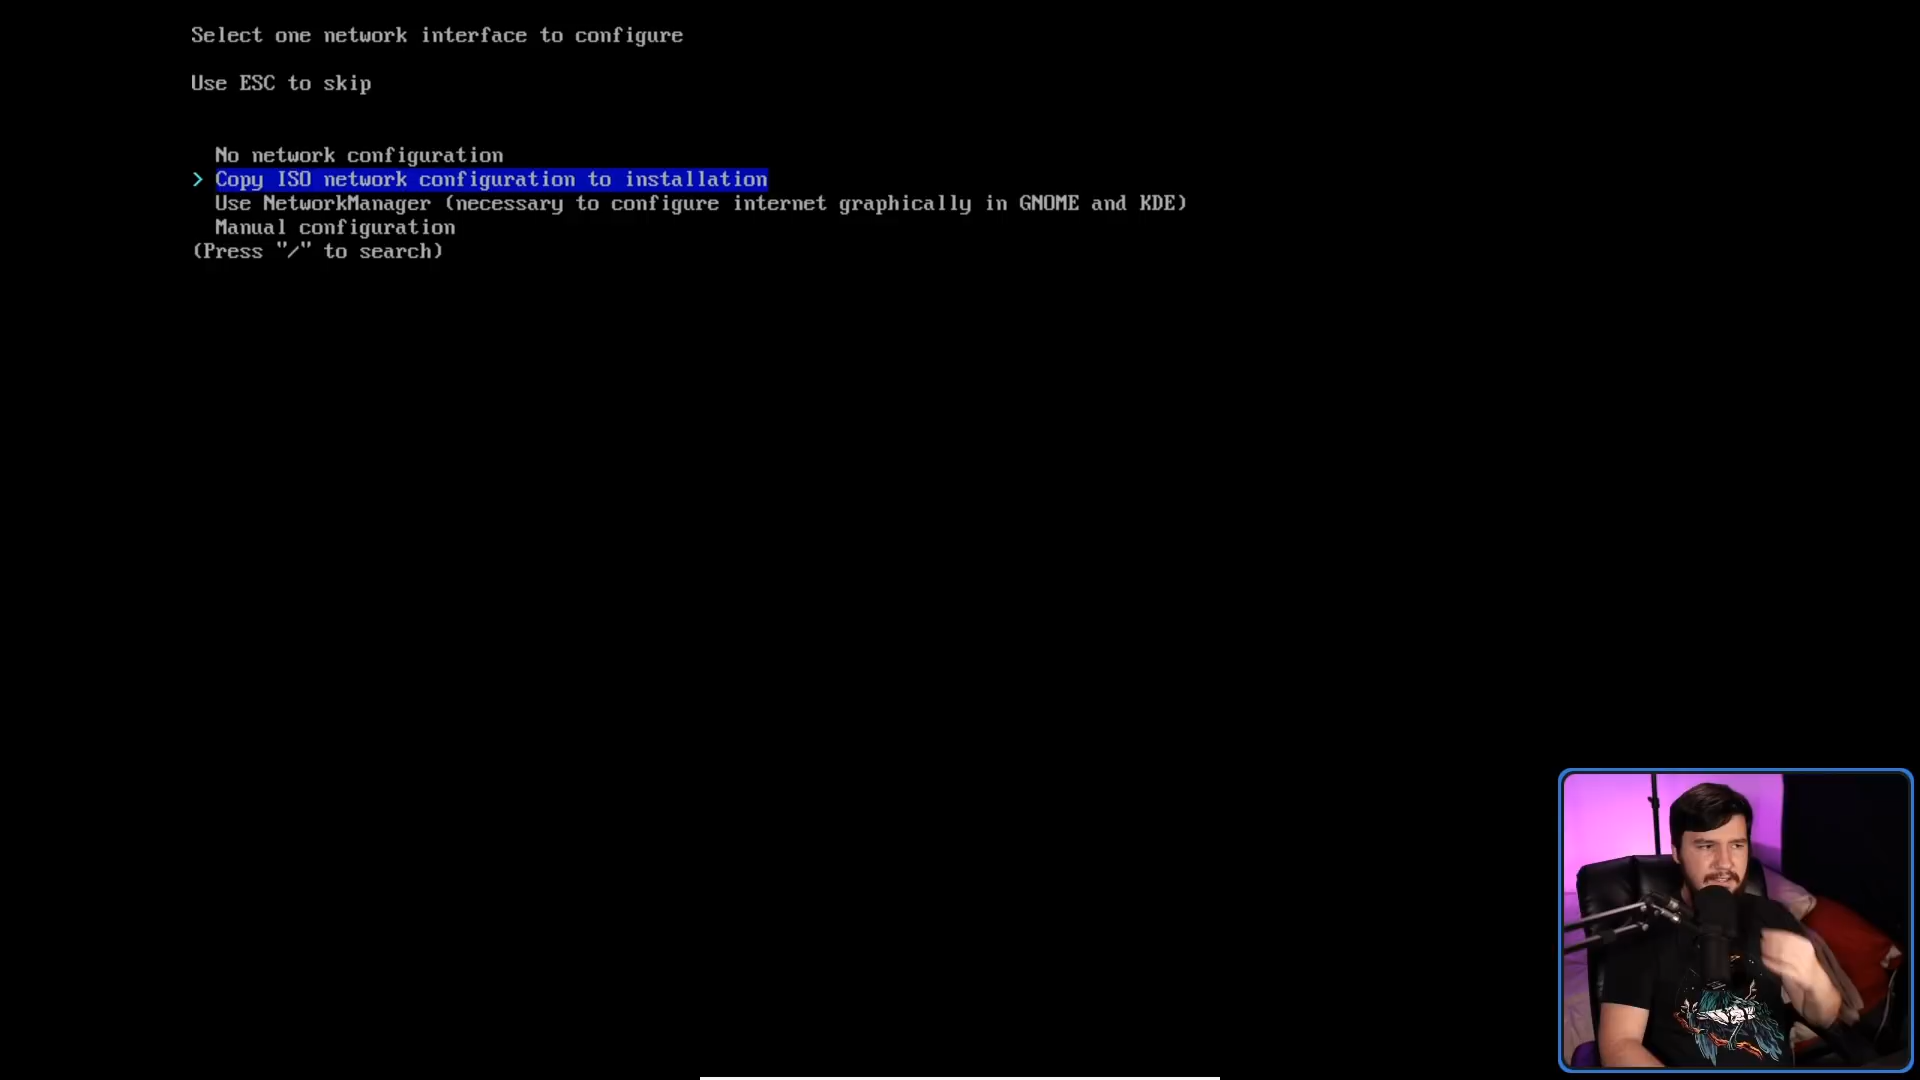 Select one network interface to configure
Use ESC to skip
No network configuration
> Copy ISO network configuration to installation
Use NetworkManager (necessary to configure internet graphically in GNOME and KDE)
Manual configuration
(Press "/" to search)